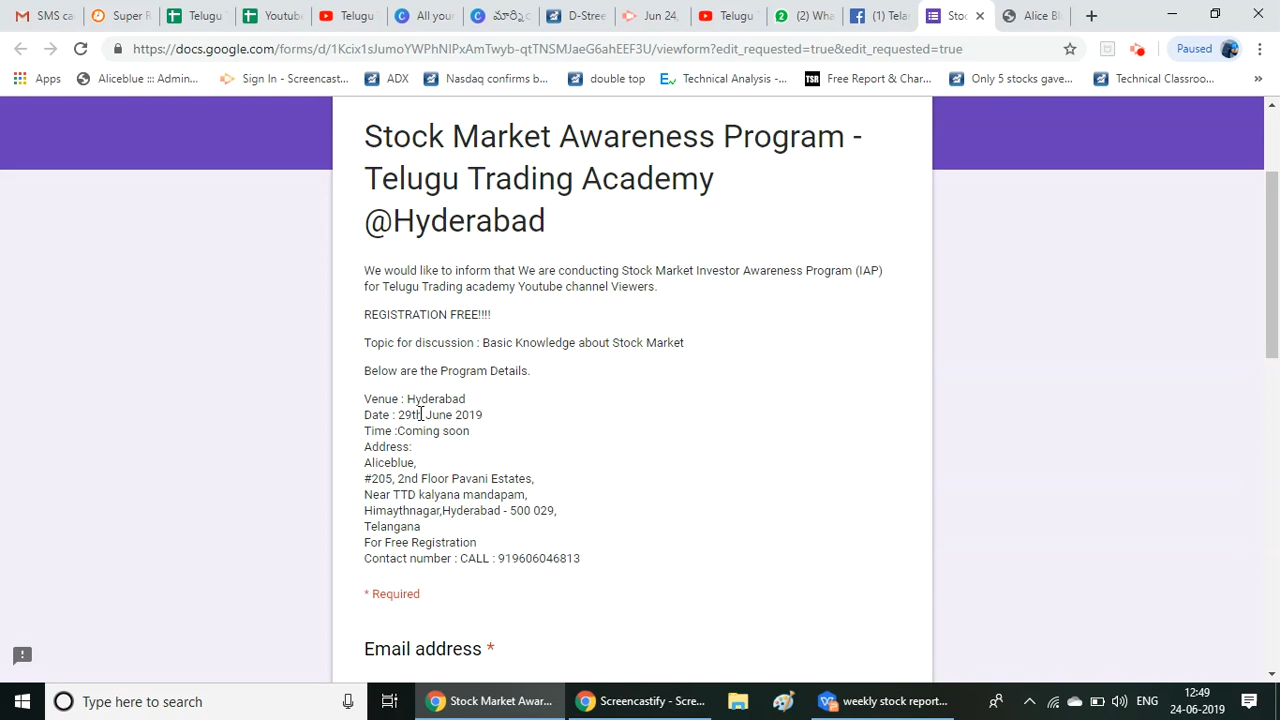 SMS ca
Super R
Telugu
Youtube
Telugu
All your
మార్కె
D-Stree
Jun 24,
Telugu
(2) Wha
(1) Tela
Stoc
Alice Bl
https://docs.google.com/forms/d/1Kcix1sJumoYWPhNIPxAmTwyb-qtTNSMJaeG6ahEEF3U/viewform?edit_requested=true&edit_requested=true
Paused
Apps
Aliceblue ::: Admin...
Sign In - Screencast...
ADX
Nasdaq confirms b...
double top
Technical Analysis -...
TSR
Free Report & Char...
Only 5 stocks gave...
Technical Classroo...
»
Stock Market Awareness Program -
Telugu Trading Academy
@Hyderabad
We would like to inform that We are conducting Stock Market Investor Awareness Program (IAP)
for Telugu Trading academy Youtube channel Viewers.
REGISTRATION FREE!!!!
Topic for discussion : Basic Knowledge about Stock Market
Below are the Program Details.
Venue : Hyderabad
Date : 29th June 2019
Time :Coming soon
Address:
Aliceblue,
#205, 2nd Floor Pavani Estates,
Near TTD kalyana mandapam,
Himaythnagar,Hyderabad - 500 029,
Telangana
For Free Registration
Contact number : CALL : 919606046813
* Required
Email address *
Type here to search
Stock Market Awar...
Screencastify - Scre...
weekly stock report...
ENG
12:49
24-06-2019